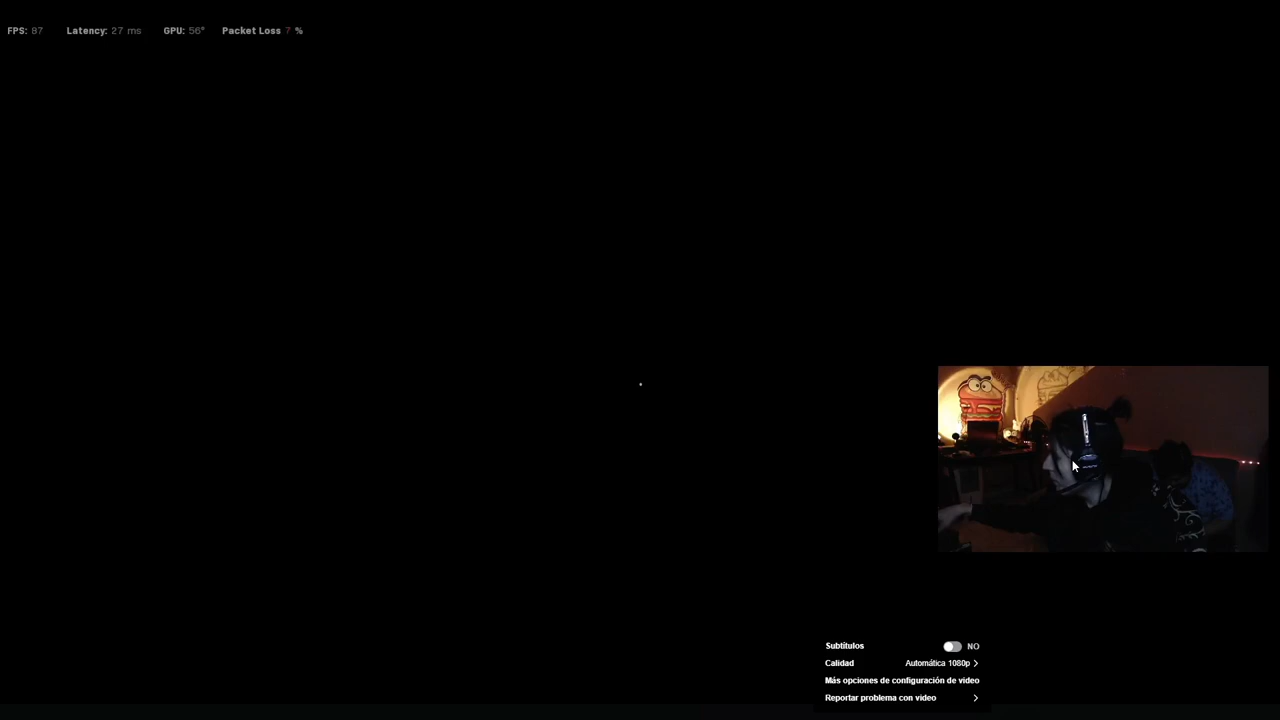 FPS: 87 Latency: 27 ms GPU: 56° Packet Loss 7 %
Subtítulos NO
Calidad Automática 1080p
Más opciones de configuración de video
Reportar problema con video